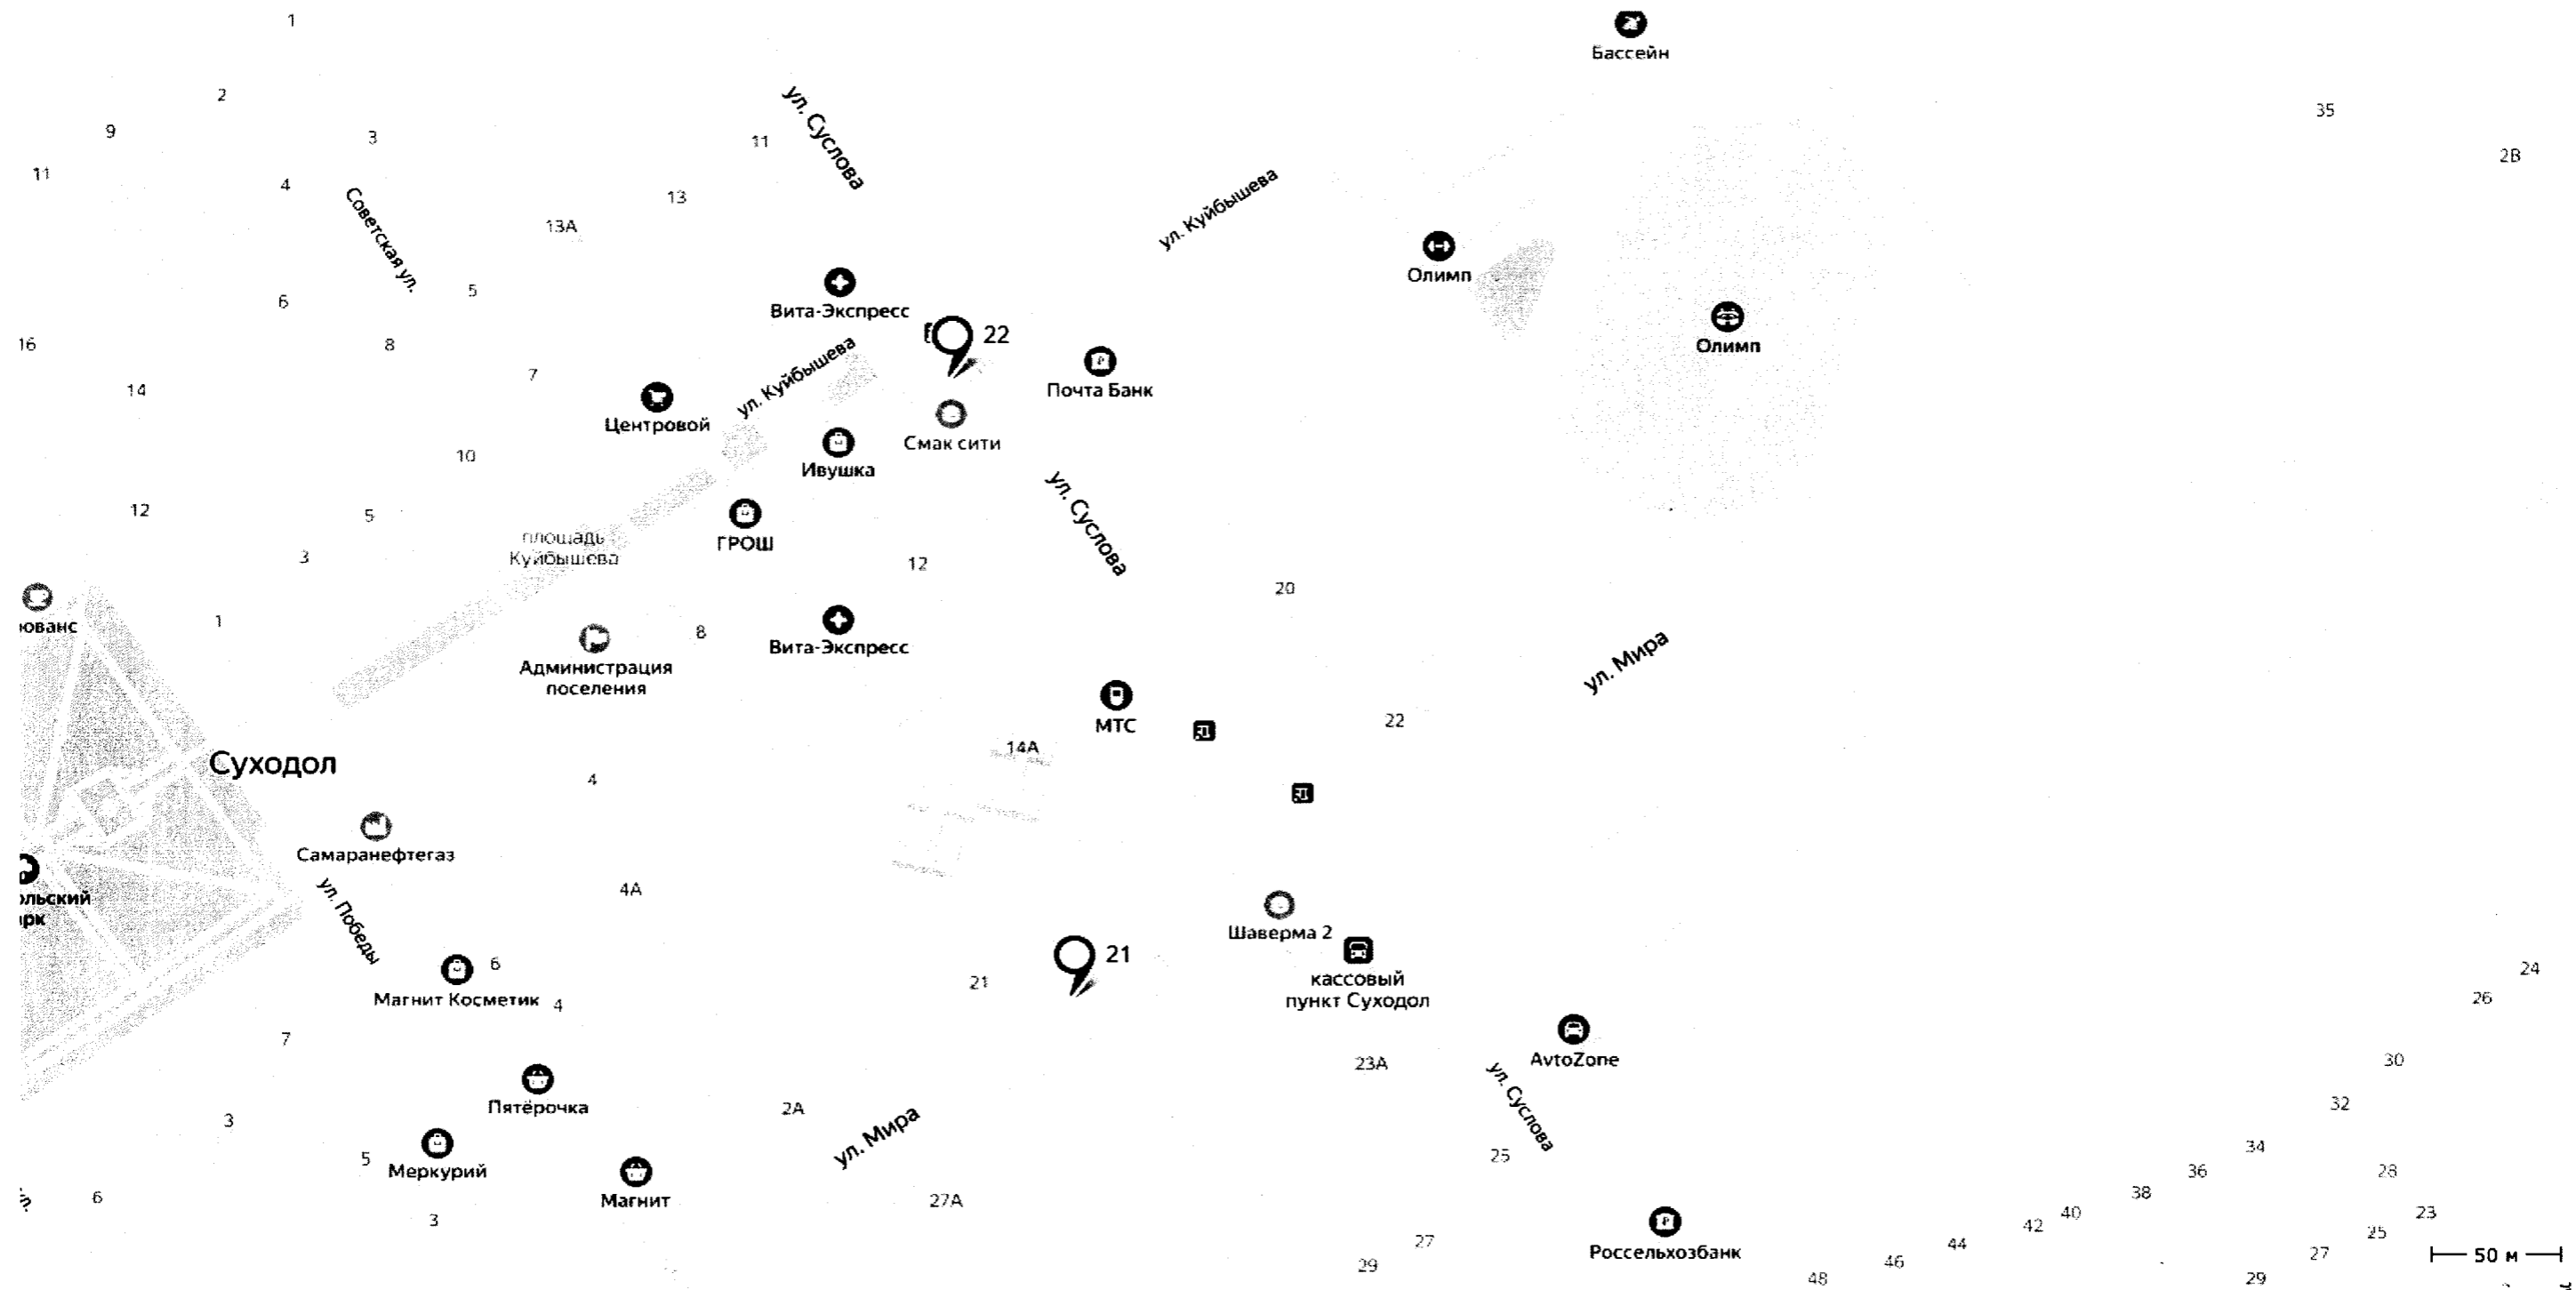 1
Бассейн
2
35
9
3
11
ул. Суслова
2В
11
4
13
ул. Куйбышева
Советская ул.
13А
Олимп
5
6
Вита-Экспресс
22
16
8
ул. Куйбышева
Олимп
7
14
Почта Банк
Центровой
Смак сити
10
Ивушка
12
5
ул. Суслова
площадь
Куйбышева
ГРОШ
3
12
20
юванс
1
8
Вита-Экспресс
Администрация
поселения
ул. Мира
МТС
22
14А
Суходол
4
Самаранефтегаз
4А
ольский
арк
ул. Победы
Шаверма 2
21
6
21
кассовый
пункт Суходол
24
Магнит Косметик
4
26
7
AvtoZone
23А
30
Пятёрочка
2А
ул. Суслова
32
3
ул. Мира
5
Меркурий
25
34
36
28
6
Магнит
27А
38
3
40
23
42
25
27
Россельхозбанк
44
27
50 м
29
46
48
29